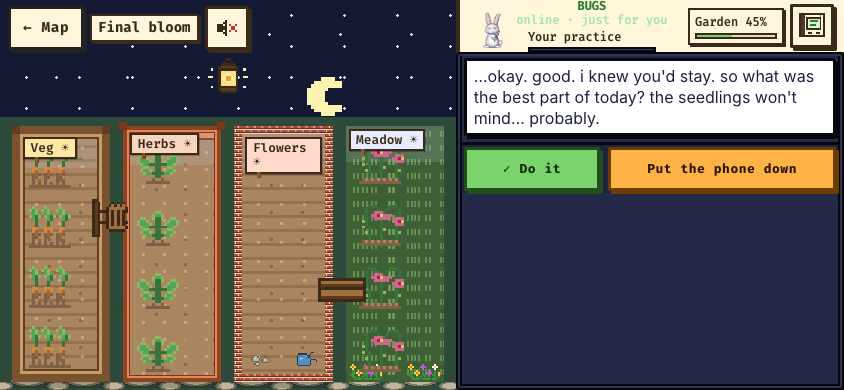 ← Map
Final bloom
BUGS
online · just for you
Your practice
Garden 45%
Veg ☀
Herbs ☀
Flowers
☀
Meadow ☀
...okay. good. i knew you'd stay. so what was
the best part of today? the seedlings won't
mind... probably.
✓ Do it
Put the phone down